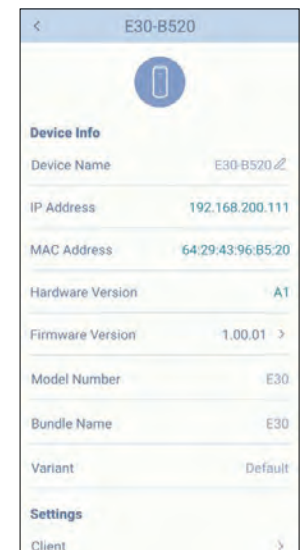 E30-B520
Device Info
Device Name E30-B520
IP Address 192.168.200.111
MAC Address 64:29:43:96:B5:20
Hardware Version A1
Firmware Version 1.00.01 >
Model Number E30
Bundle Name E30
Variant Default
Settings
Client >